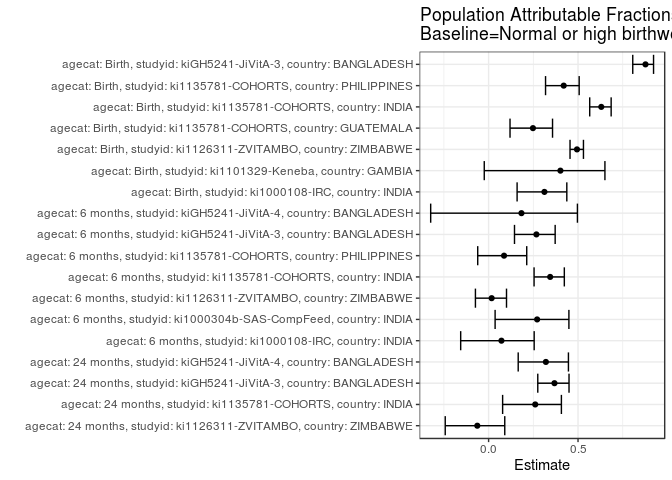 Population Attributable Fraction
Baseline=Normal or high birthw
agecat: Birth, studyid: kiGH5241-JiVitA-3, country: BANGLADESH
agecat: Birth, studyid: ki1135781-COHORTS, country: PHILIPPINES
agecat: Birth, studyid: ki1135781-COHORTS, country: INDIA
agecat: Birth, studyid: ki1135781-COHORTS, country: GUATEMALA
agecat: Birth, studyid: ki1126311-ZVITAMBO, country: ZIMBABWE
agecat: Birth, studyid: ki1101329-Keneba, country: GAMBIA
agecat: Birth, studyid: ki1000108-IRC, country: INDIA
agecat: 6 months, studyid: kiGH5241-JiVitA-4, country: BANGLADESH
agecat: 6 months, studyid: kiGH5241-JiVitA-3, country: BANGLADESH
agecat: 6 months, studyid: ki1135781-COHORTS, country: PHILIPPINES
agecat: 6 months, studyid: ki1135781-COHORTS, country: INDIA
agecat: 6 months, studyid: ki1126311-ZVITAMBO, country: ZIMBABWE
agecat: 6 months, studyid: ki1000304b-SAS-CompFeed, country: INDIA
agecat: 6 months, studyid: ki1000108-IRC, country: INDIA
agecat: 24 months, studyid: kiGH5241-JiVitA-4, country: BANGLADESH
agecat: 24 months, studyid: kiGH5241-JiVitA-3, country: BANGLADESH
agecat: 24 months, studyid: ki1135781-COHORTS, country: INDIA
agecat: 24 months, studyid: ki1126311-ZVITAMBO, country: ZIMBABWE
0.0 0.5
Estimate